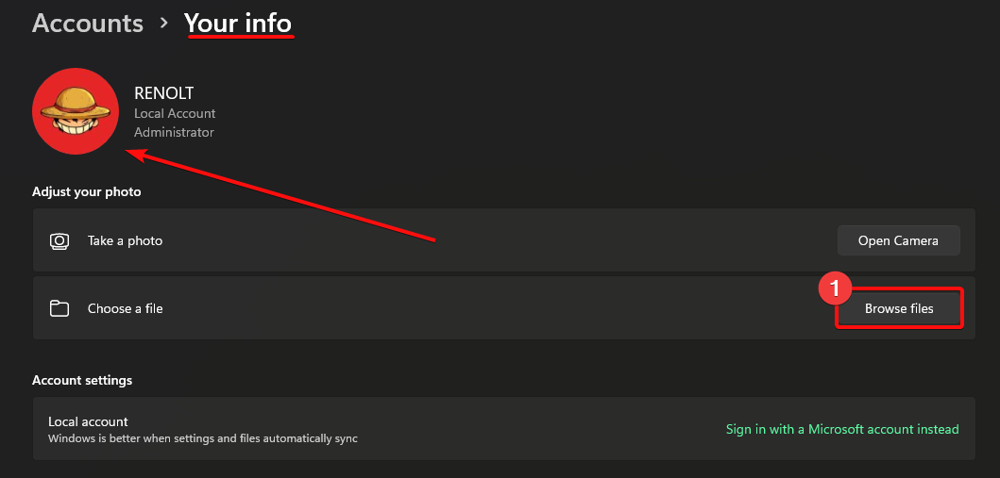 Accounts > Your info
RENOLT
Local Account
Administrator
Adjust your photo
Take a photo
Open Camera
1
Choose a file
Browse files
Account settings
Local account
Windows is better when settings and files automatically sync
Sign in with a Microsoft account instead